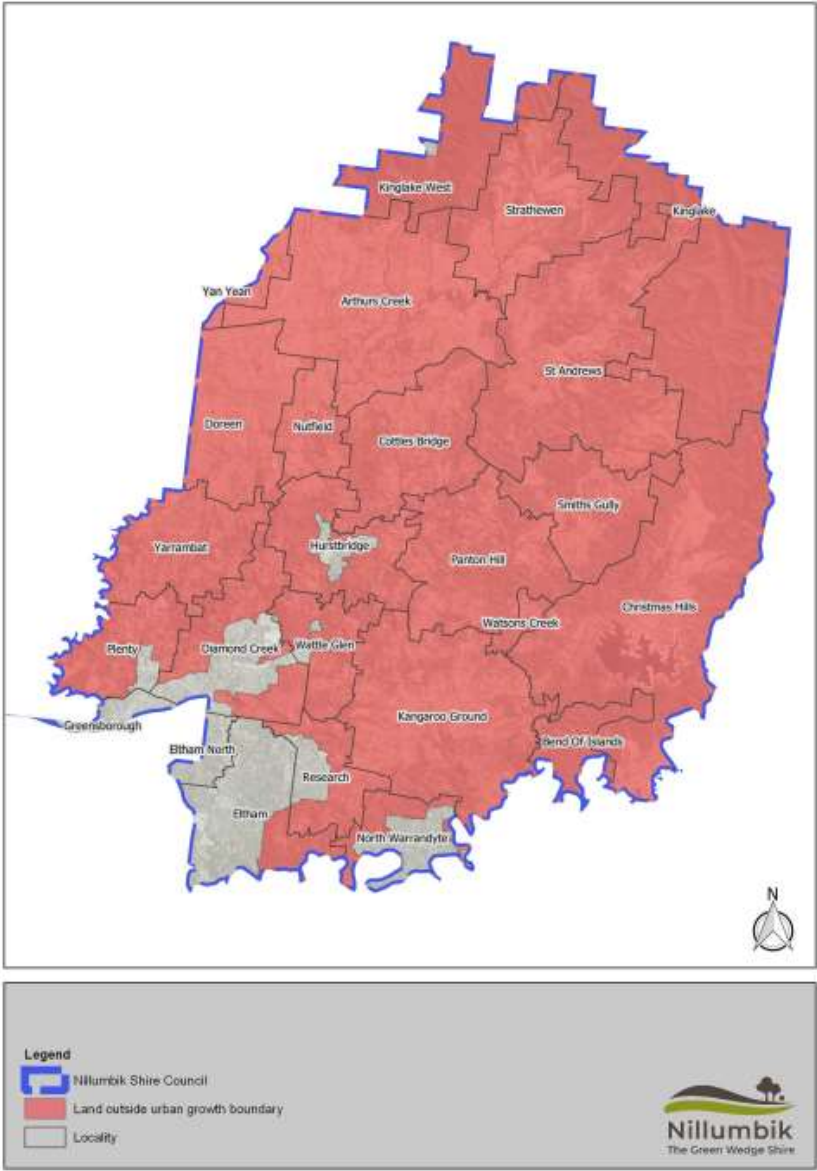 Kinglake West
Strathewen
Kinglake
Yan Yean
Arthurs Creek
St Andrews
Doreen
Nutfield
Cottles Bridge
Smiths Gully
Yarrambat
Hurstbridge
Panton Hill
Christmas Hills
Watsons Creek
Plenty
Diamond Creek
Wattle Glen
Kangaroo Ground
Greensborough
Bend Of Islands
Eltham North
Research
Eltham
North Warrandyte
N
Legend
Nillumbik Shire Council
Land outside urban growth boundary
Locality
Nillumbik
The Green Wedge Shire